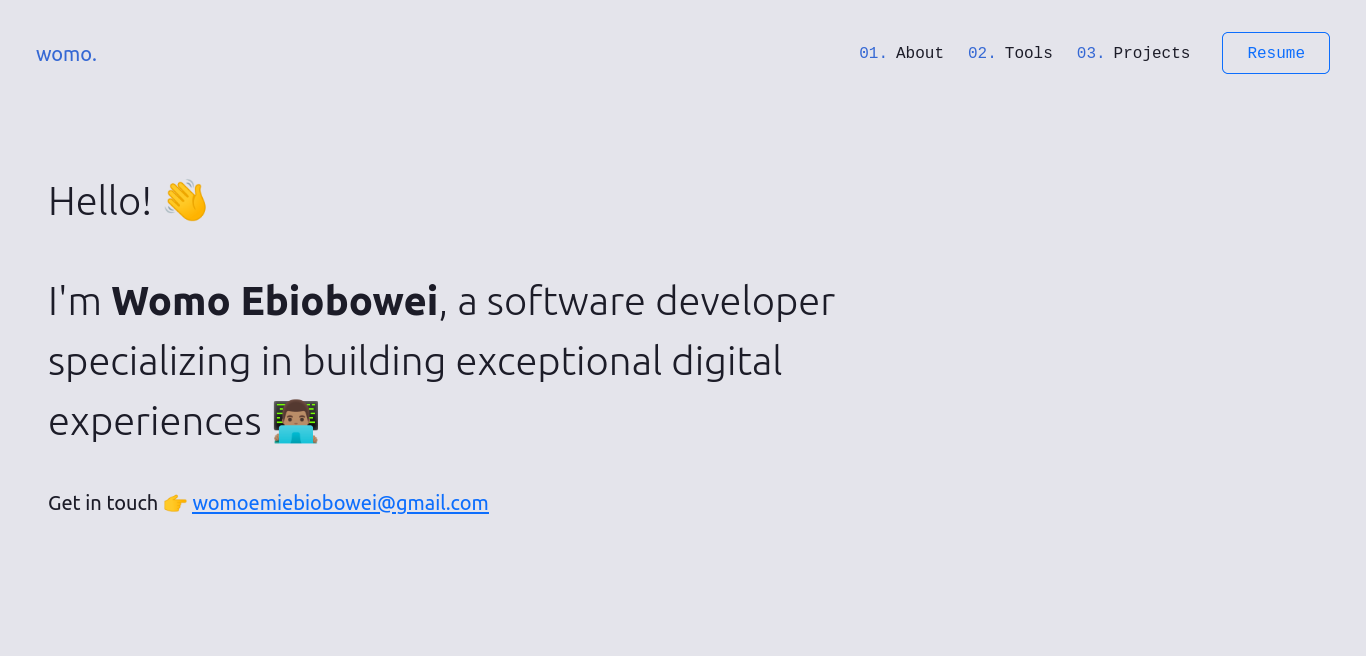 womo.
01. About 02. Tools 03. Projects Resume
Hello! 👋
I'm Womo Ebiobowei, a software developer
specializing in building exceptional digital
experiences 👨🏽‍💻
Get in touch 👉 womoemiebiobowei@gmail.com